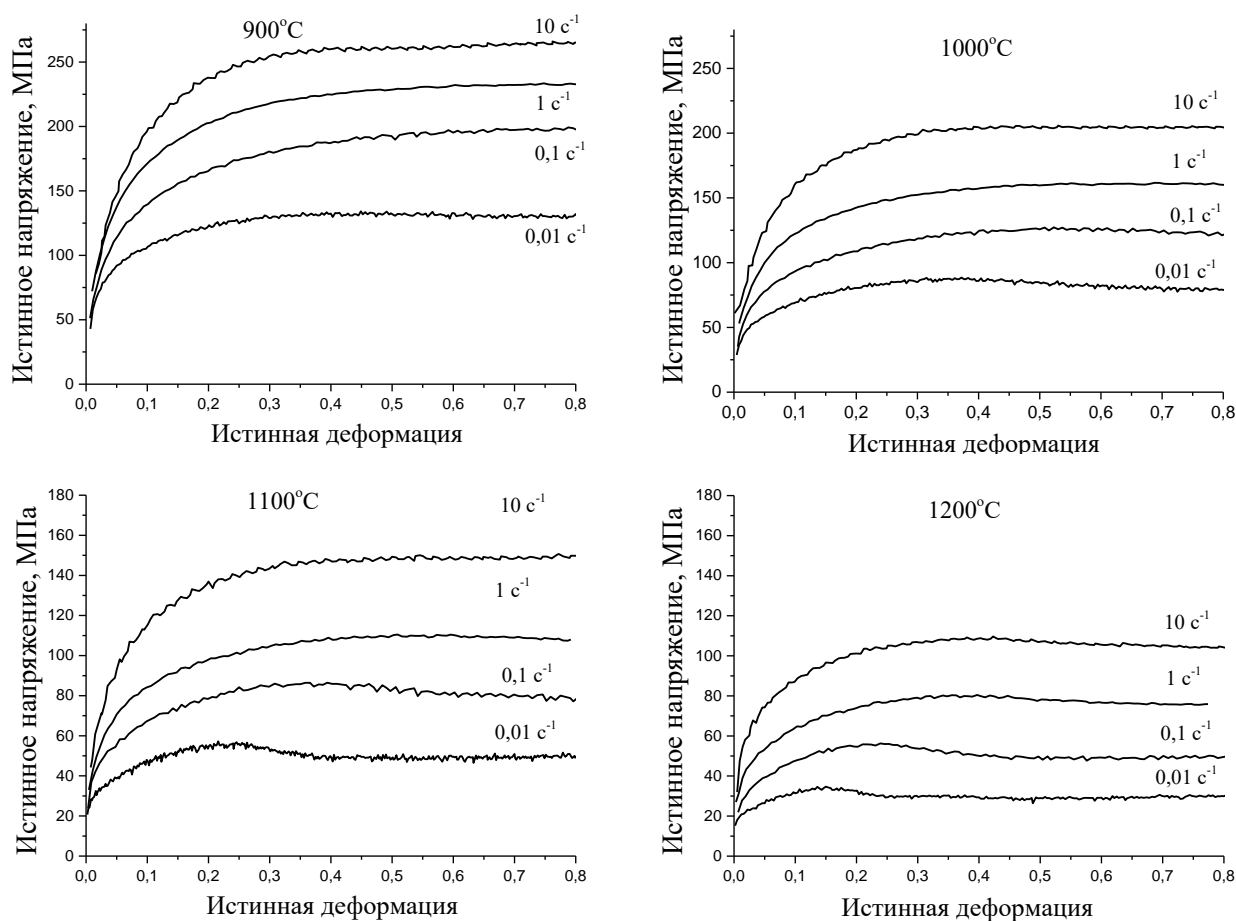 900°C
10 c⁻¹
1 c⁻¹
0,1 c⁻¹
0,01 c⁻¹
Истинное напряжение, МПа
250
200
150
100
50
0
0,0 0,1 0,2 0,3 0,4 0,5 0,6 0,7 0,8
Истинная деформация
1000°C
10 c⁻¹
1 c⁻¹
0,1 c⁻¹
0,01 c⁻¹
Истинное напряжение, МПа
250
200
150
100
50
0
0,0 0,1 0,2 0,3 0,4 0,5 0,6 0,7 0,8
Истинная деформация
1100°C
10 c⁻¹
1 c⁻¹
0,1 c⁻¹
0,01 c⁻¹
Истинное напряжение, МПа
180
160
140
120
100
80
60
40
20
0
0,0 0,1 0,2 0,3 0,4 0,5 0,6 0,7 0,8
Истинная деформация
1200°C
10 c⁻¹
1 c⁻¹
0,1 c⁻¹
0,01 c⁻¹
Истинное напряжение, МПа
180
160
140
120
100
80
60
40
20
0
0,0 0,1 0,2 0,3 0,4 0,5 0,6 0,7 0,8
Истинная деформация